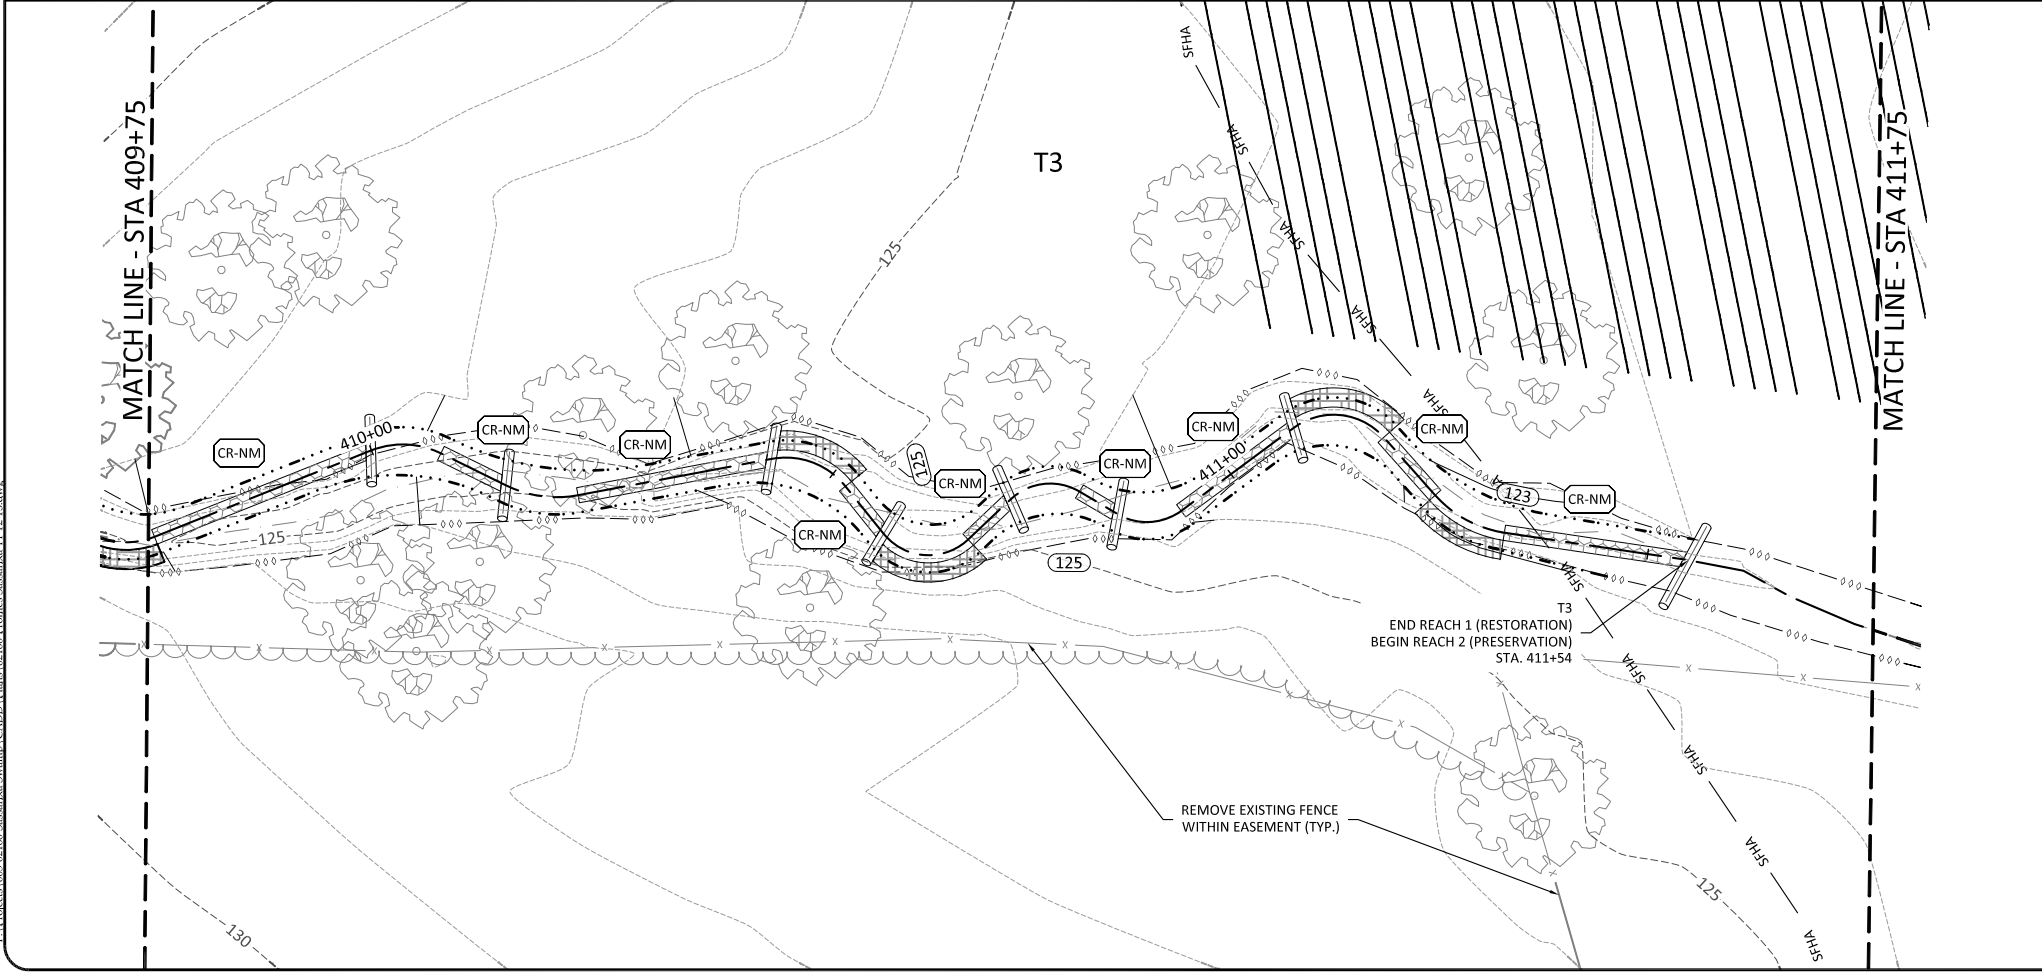 MATCH LINE - STA 409+75
MATCH LINE - STA 411+75
T3
SFHA
SFHA
SFHA
SFHA
SFHA
SFHA
SFHA
SFHA
SFHA
SFHA
SFHA
125
410+00
CR-NM
CR-NM
CR-NM
CR-NM
CR-NM
CR-NM
CR-NM
CR-NM
CR-NM
125
411+00
123
125
125
T3
END REACH 1 (RESTORATION)
BEGIN REACH 2 (PRESERVATION)
STA. 411+54
REMOVE EXISTING FENCE
WITHIN EASEMENT (TYP.)
130
125